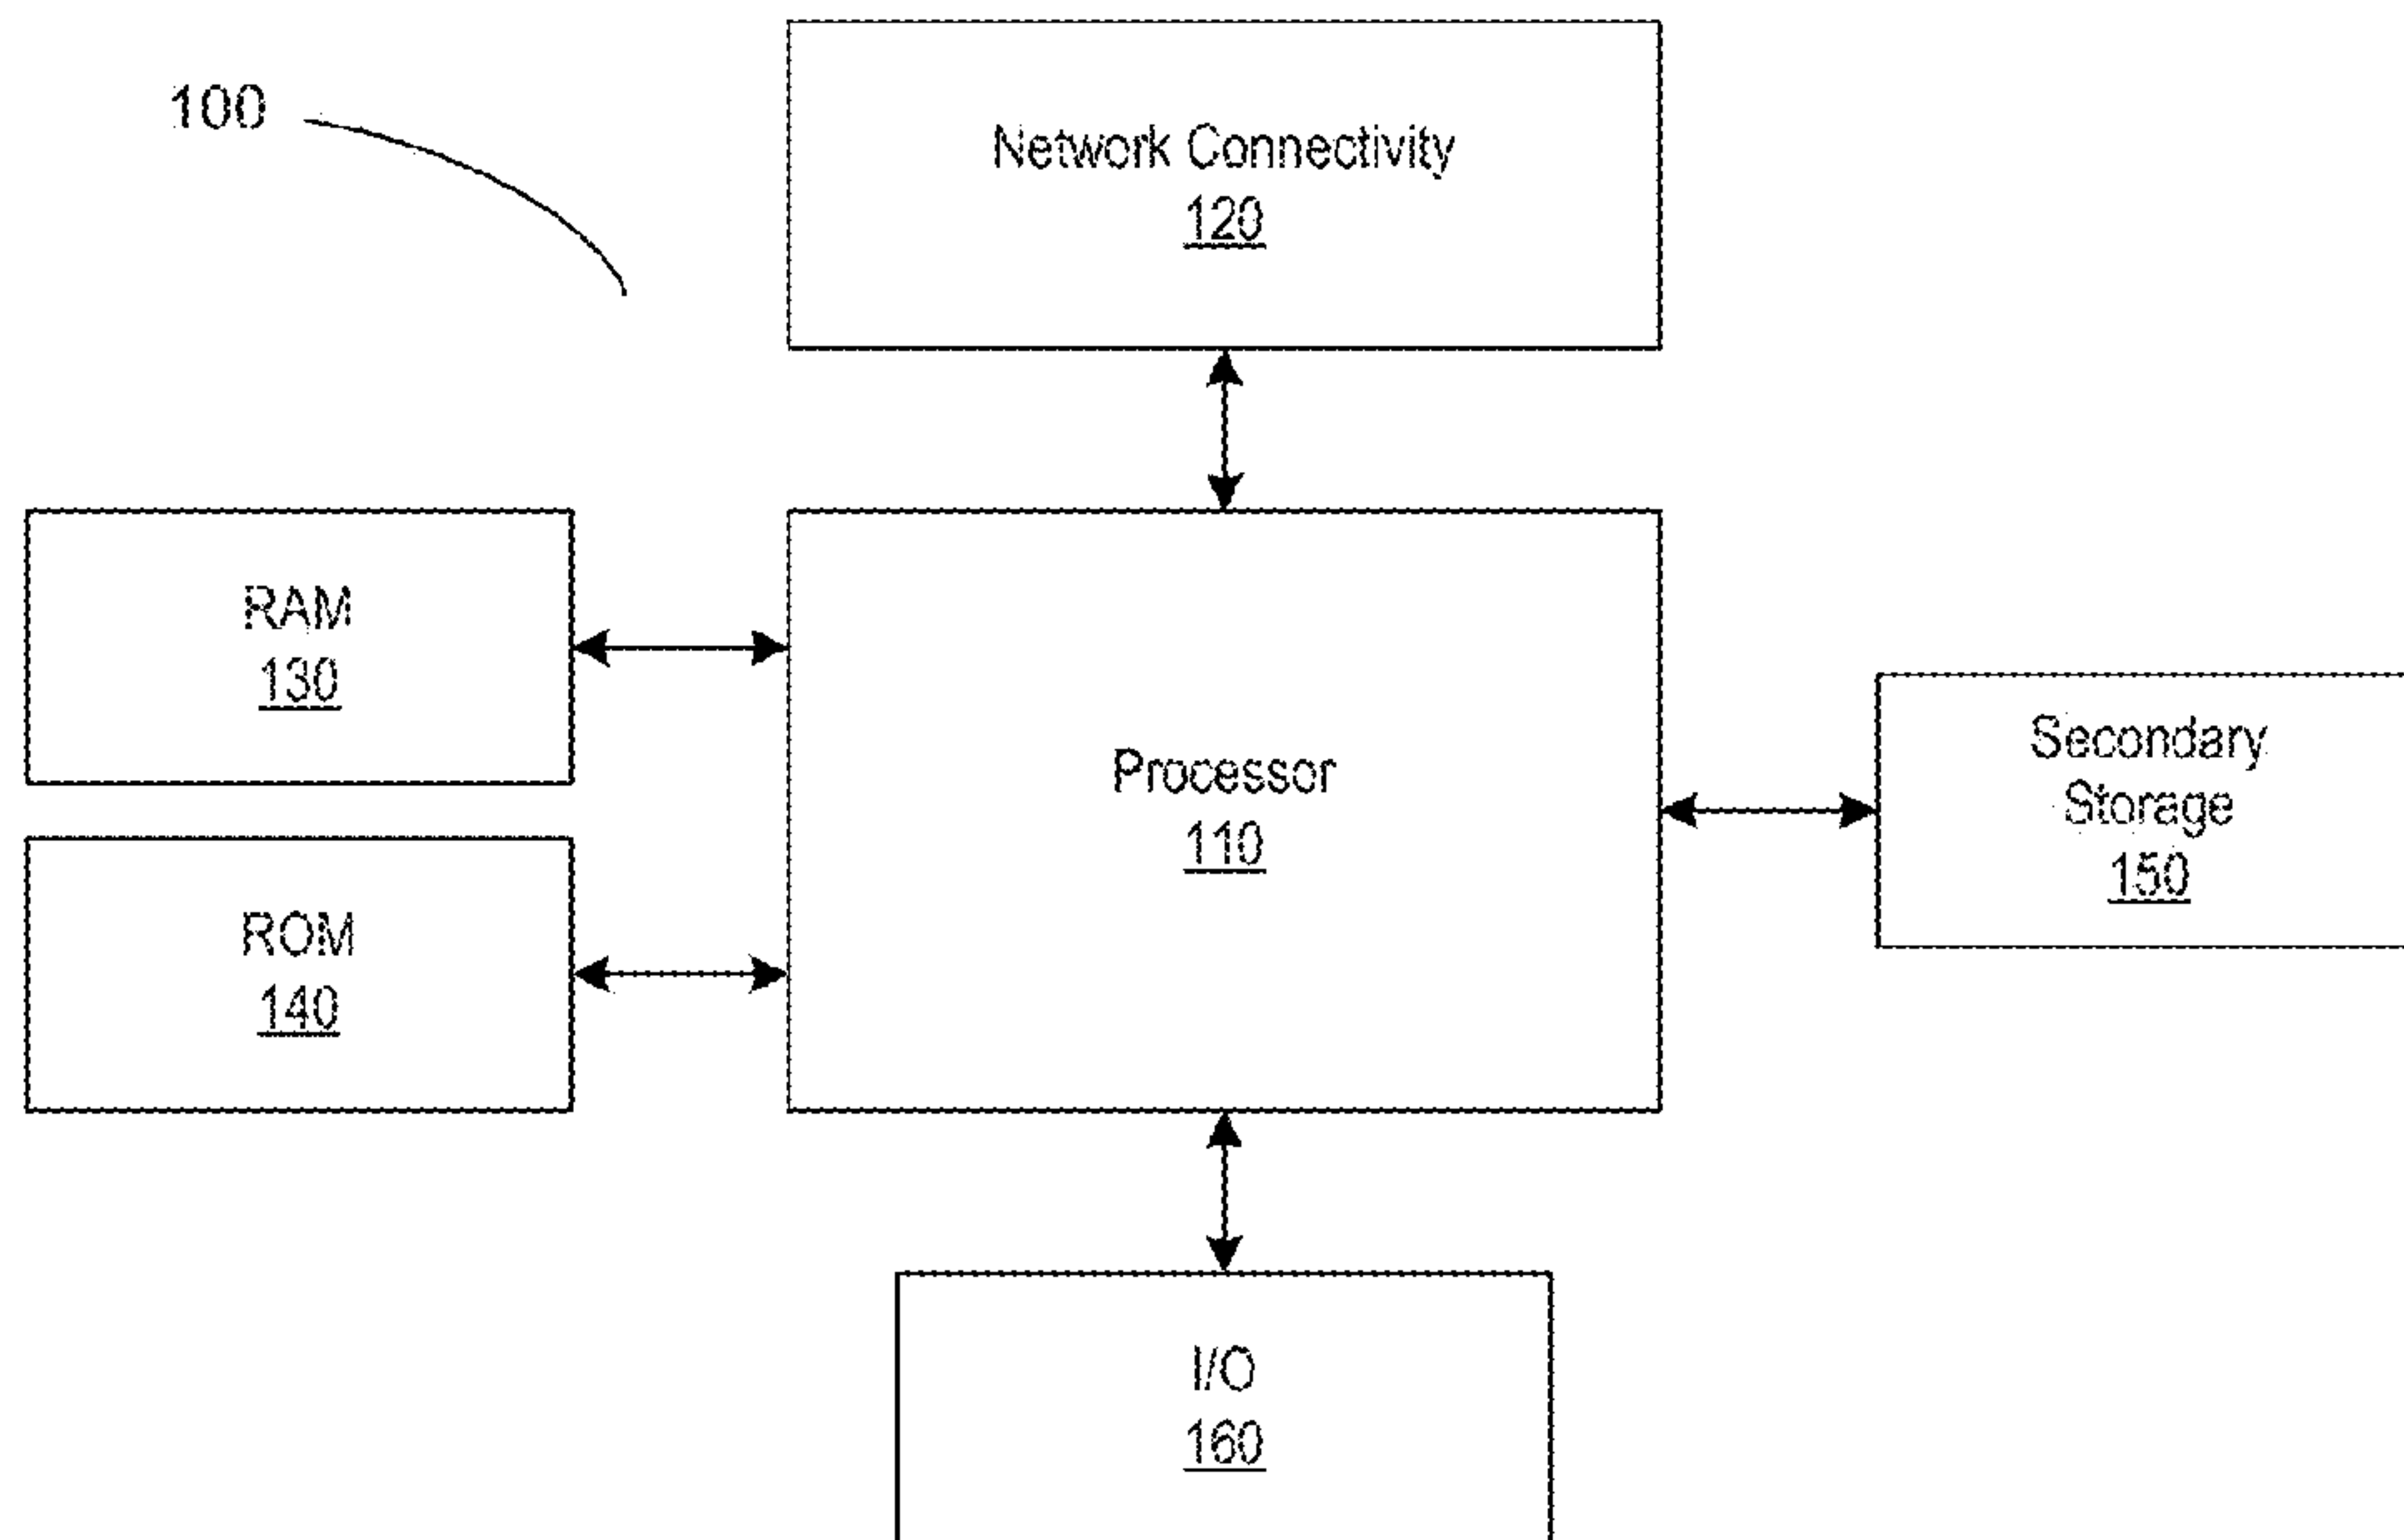 100
Network Connectivity
120
RAM
130
Processor
110
Secondary
Storage
150
ROM
140
I/O
160